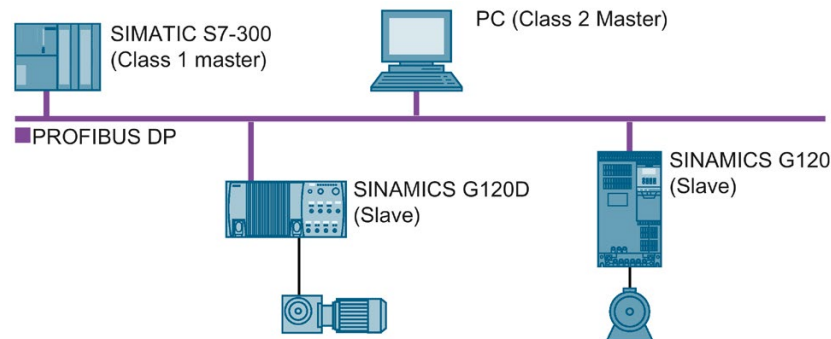 SIMATIC S7-300
(Class 1 master)
PC (Class 2 Master)
PROFIBUS DP
SINAMICS G120D
(Slave)
SINAMICS G120
(Slave)